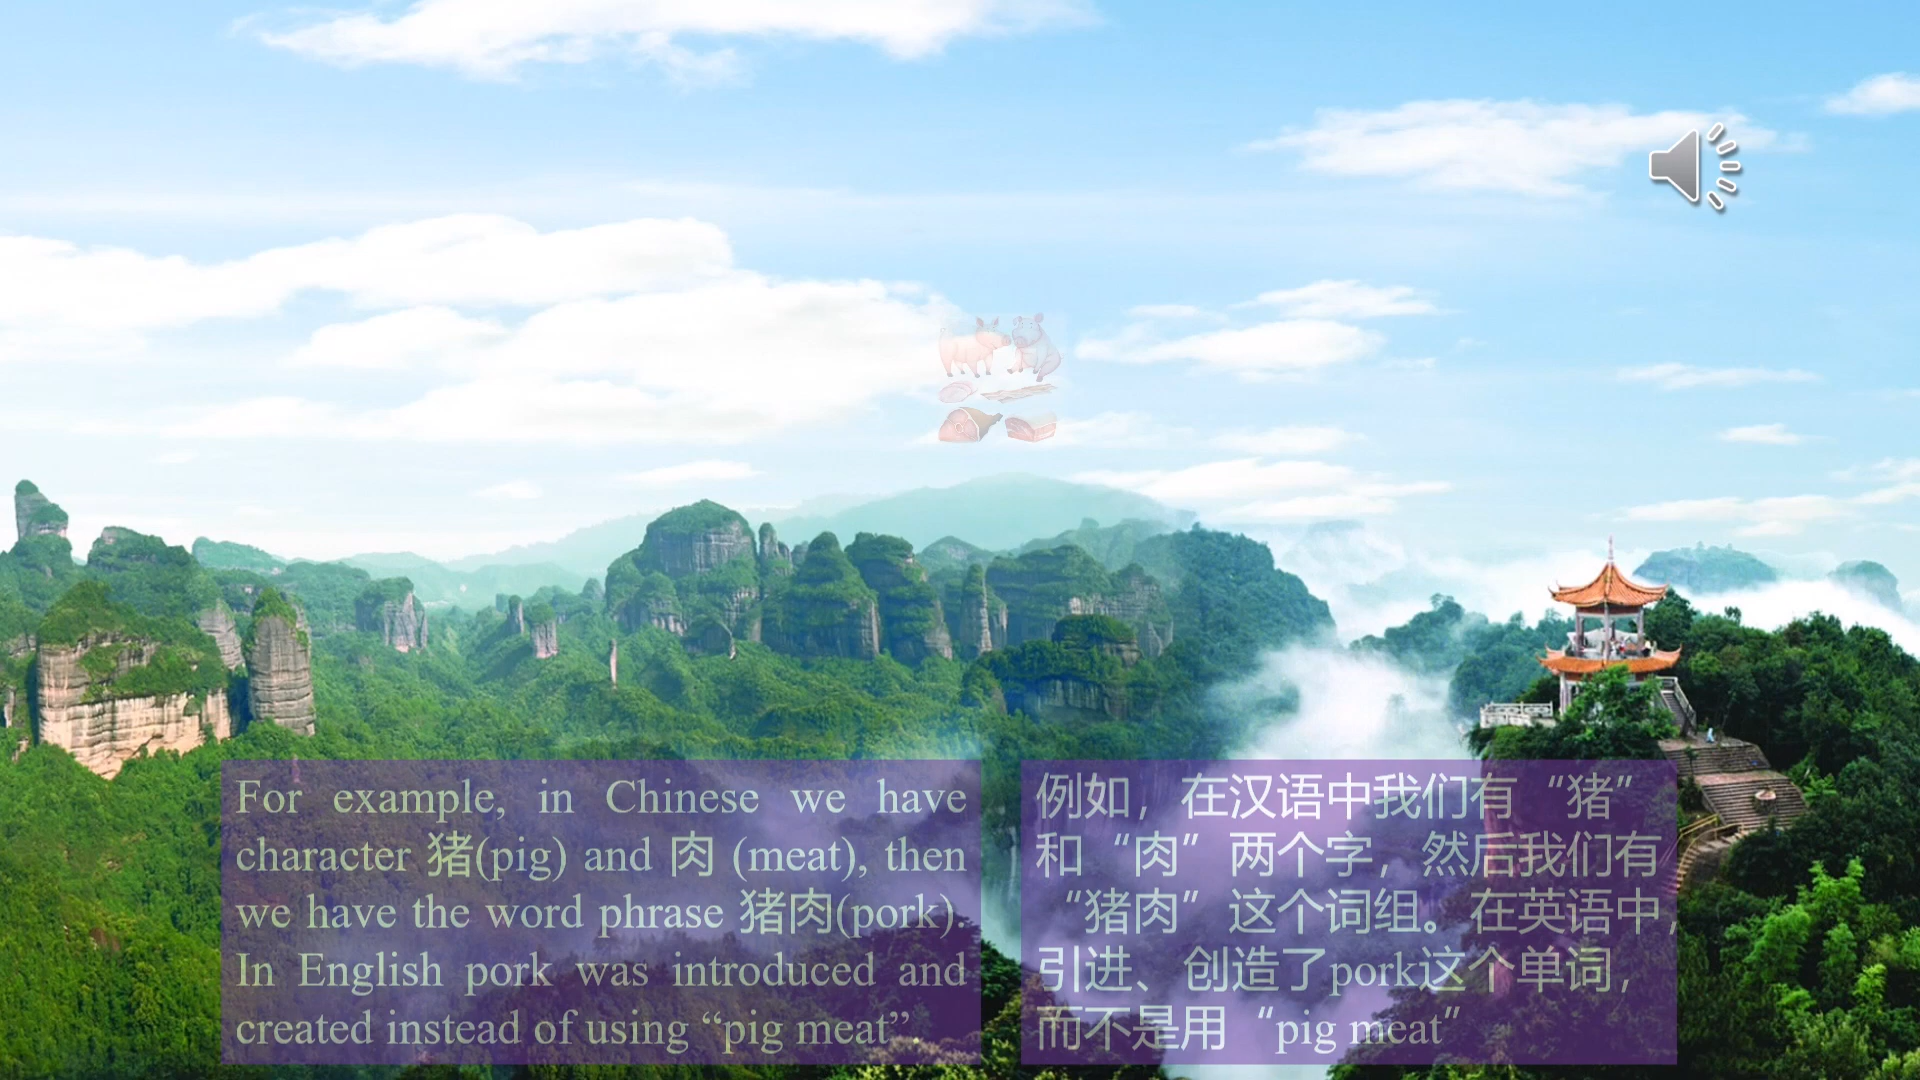 For example, in Chinese we have
character 猪(pig) and 肉 (meat), then
we have the word phrase 猪肉(pork).
In English pork was introduced and
created instead of using “pig meat”.
例如，在汉语中我们有“猪”
和“肉”两个字，然后我们有
“猪肉”这个词组。在英语中，
引进、创造了pork这个单词，
而不是用“pig meat”